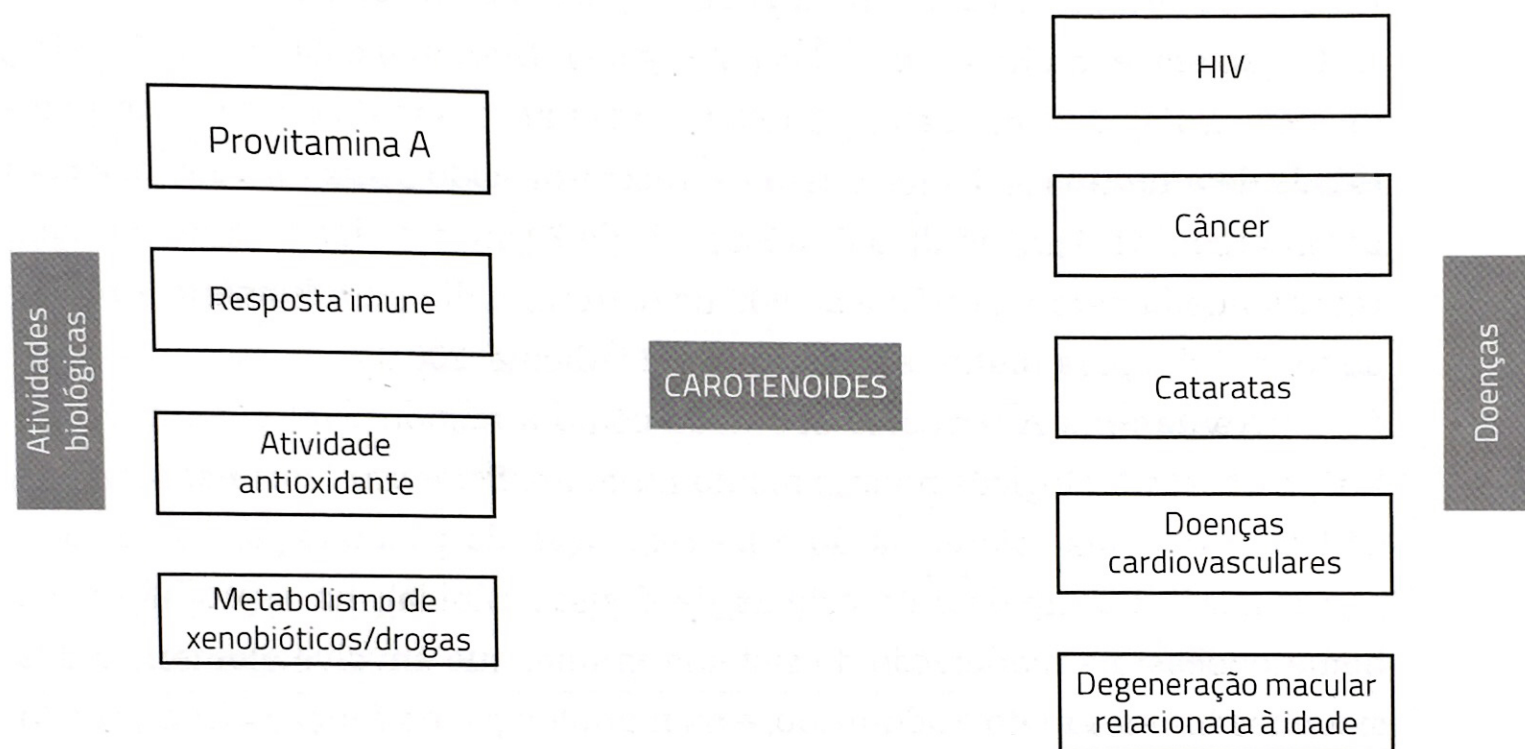 Atividades
biológicas
Provitamina A
Resposta imune
Atividade
antioxidante
Metabolismo de
xenobióticos/drogas
CAROTENOIDES
HIV
Câncer
Cataratas
Doenças
cardiovasculares
Degeneração macular
relacionada à idade
Doenças